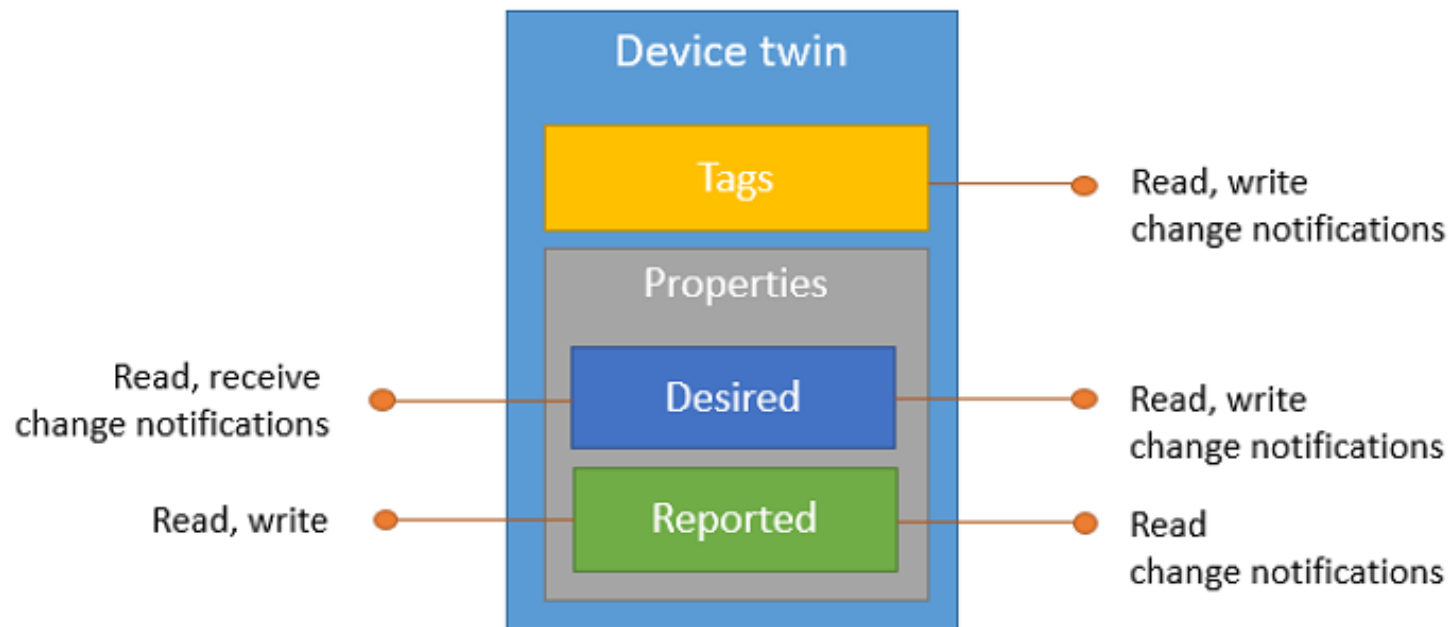 Device twin
Tags
Read, write
change notifications
Properties
Read, receive
change notifications
Desired
Read, write
change notifications
Read, write
Reported
Read
change notifications